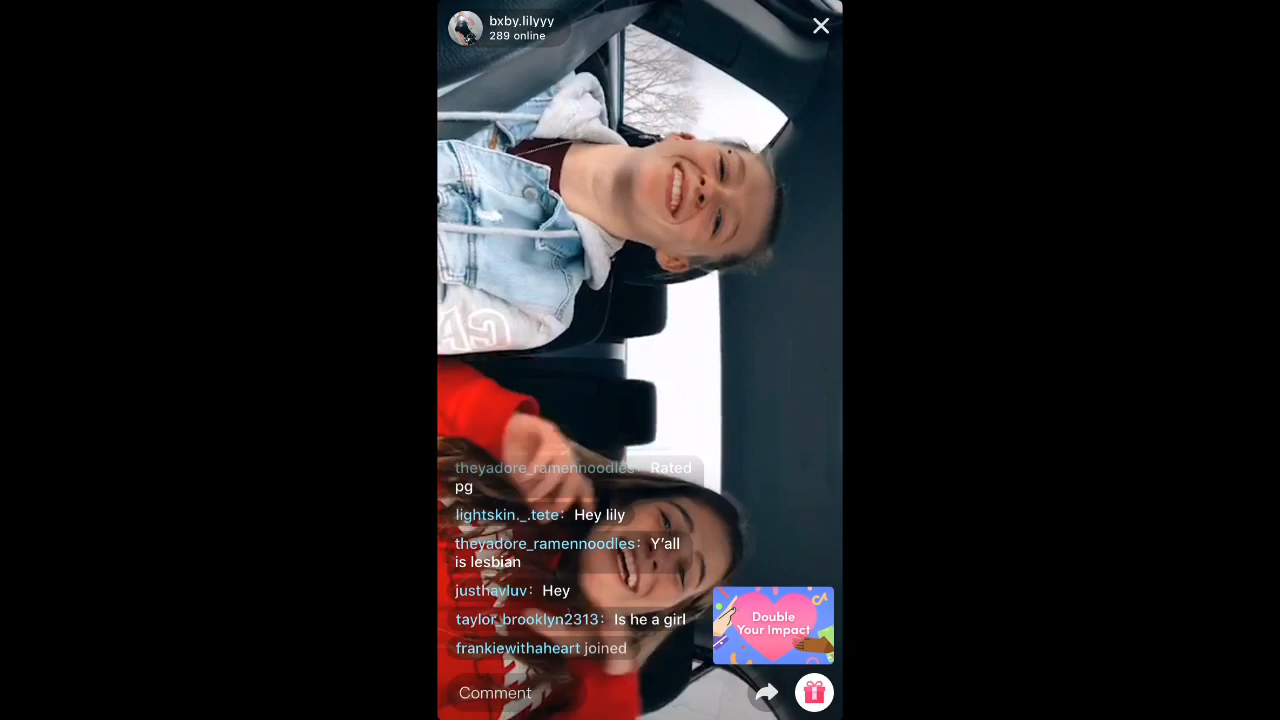 bxby.lilyyy
289 online
theyadore_ramennoodles: Rated
pg
lightskin._.tete: Hey lily
theyadore_ramennoodles: Y’all
is lesbian
justhavluv: Hey
taylor_brooklyn2313: Is he a girl
frankiewithaheart joined
Double
Your Impact
Comment